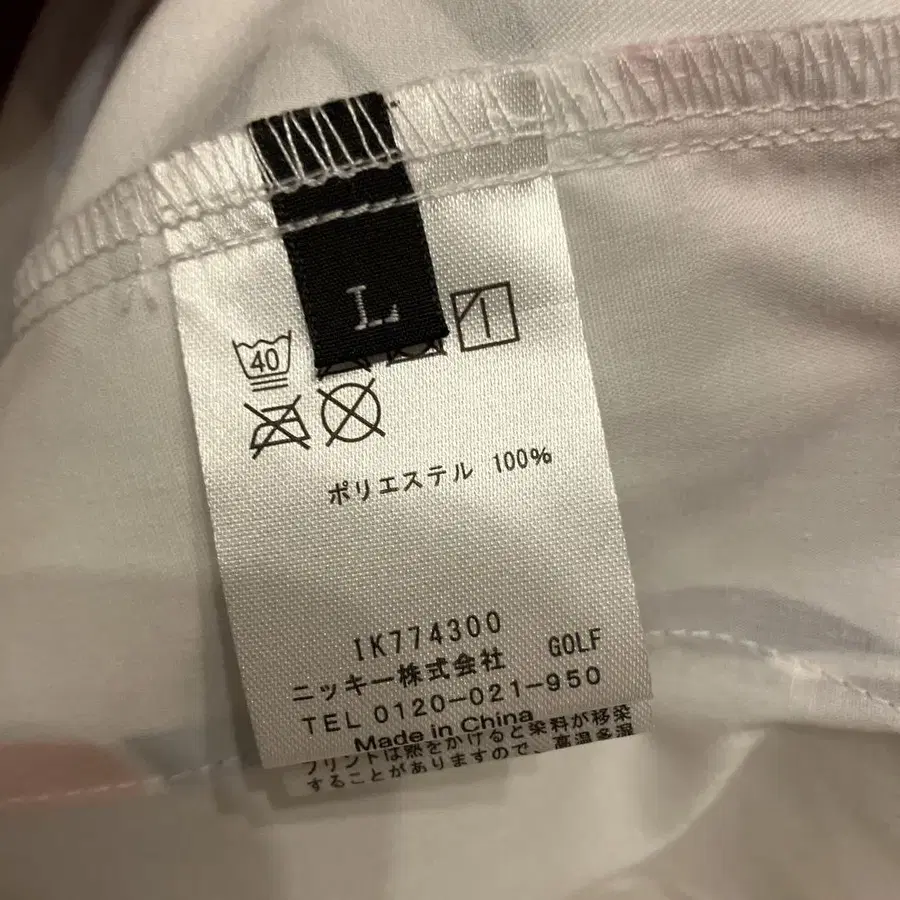 L
40
ポリエステル 100%
IK774300
ニッキー株式会社 GOLF
TEL 0120-021-950
Made in China
プリントは熱をかけると染料が移染
することがありますので、高温多湿